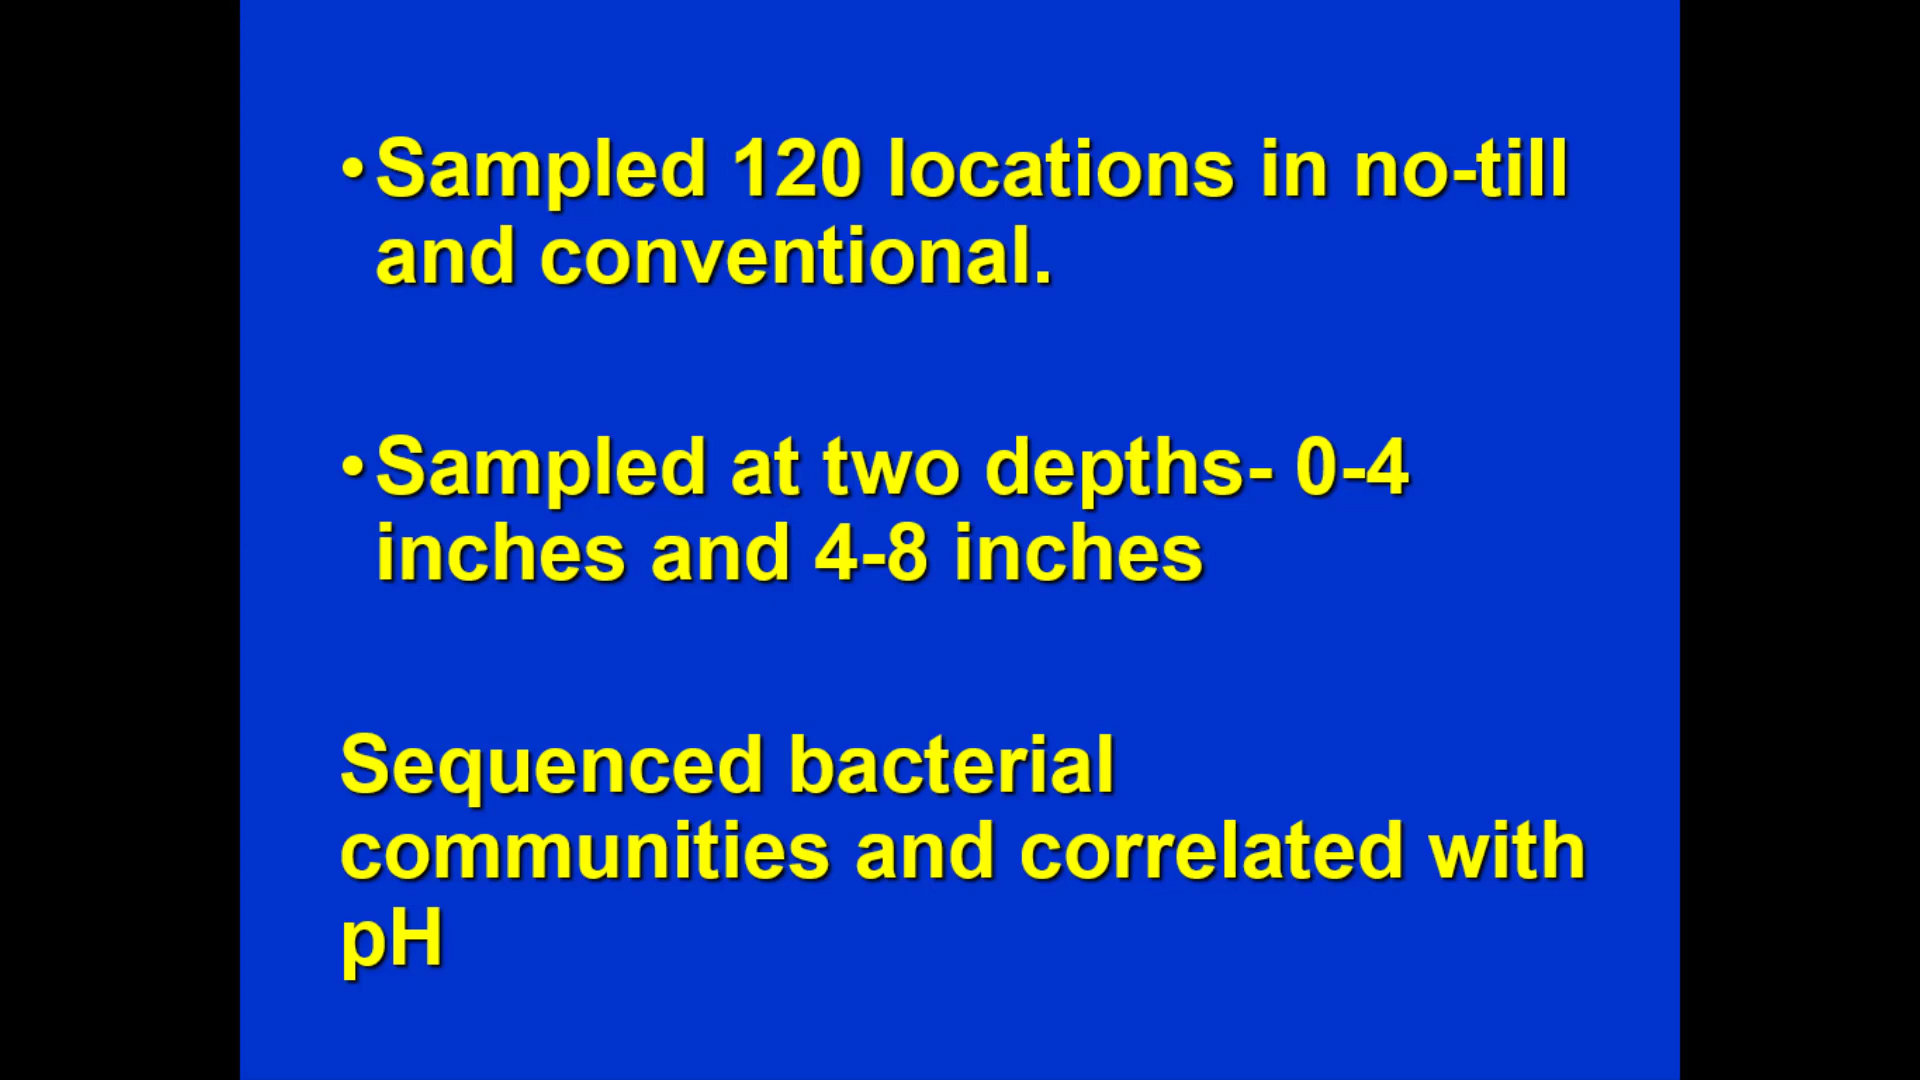 •Sampled 120 locations in no-till
and conventional.
•Sampled at two depths- 0-4
inches and 4-8 inches
Sequenced bacterial
communities and correlated with
pH